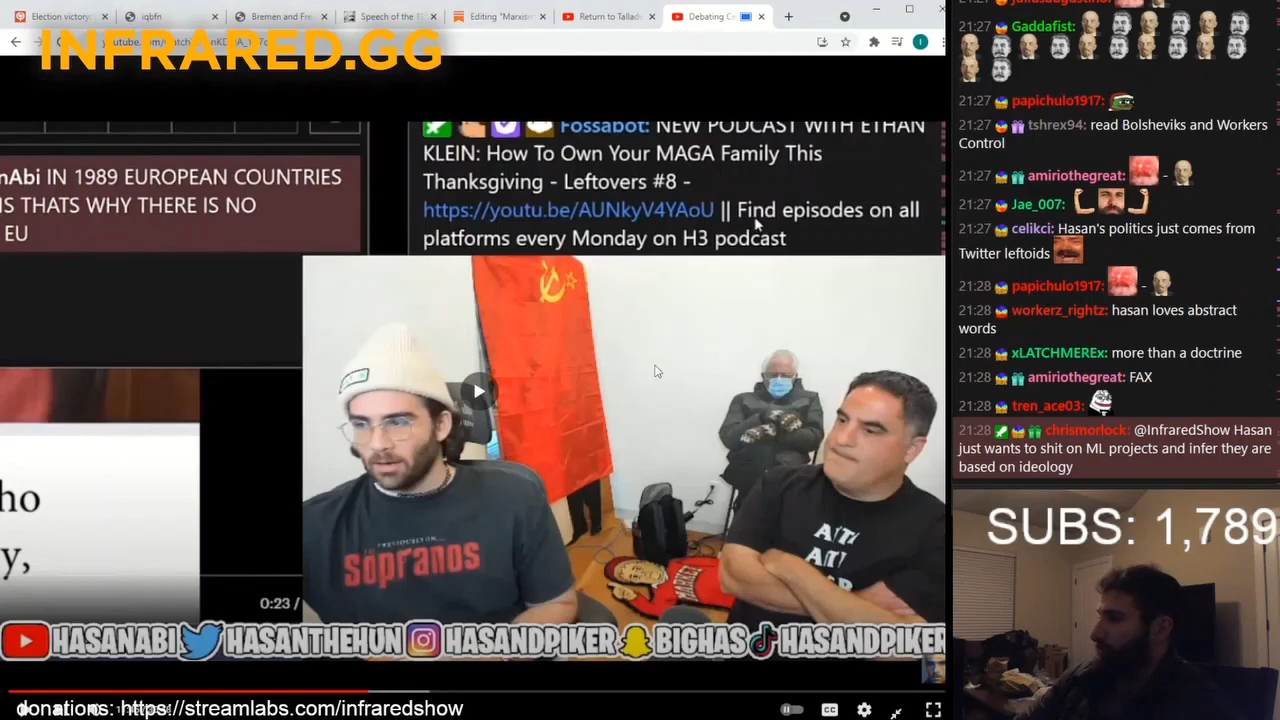 Election victory:
iqbfn
Bremen and Fre
Speech of the
Editing "Marxism
Return to Tallad
Debating Ce
INFRARED.GG
nAbi IN 1989 EUROPEAN COUNTRIES
S THATS WHY THERE IS NO
EU
Fossabot: NEW PODCAST WITH ETHAN
KLEIN: How To Own Your MAGA Family This
Thanksgiving - Leftovers #8 -
https://youtu.be/AUNkyV4YAoU || Find episodes on all
platforms every Monday on H3 podcast
ho
y,
0:23 /
PREVIOUSLY ON
SOPRANOS
HASANABI HASANTHEHUN HASANDPIKER BIGHAS HASANDPIKER
donations: https://streamlabs.com/infraredshow
CC
Gaddafist:
21:27 papichulo1917:
21:27 tshrex94: read Bolsheviks and Workers
Control
21:27 amiriothegreat: -
21:27 Jae_007:
21:27 celikci: Hasan's politics just comes from
Twitter leftoids
21:28 papichulo1917: -
21:28 workerz_rightz: hasan loves abstract
words
21:28 xLATCHMEREx: more than a doctrine
21:28 amiriothegreat: FAX
21:28 tren_ace03:
21:28 chrismorlock: @InfraredShow Hasan
just wants to shit on ML projects and infer they are
based on ideology
SUBS: 1,789